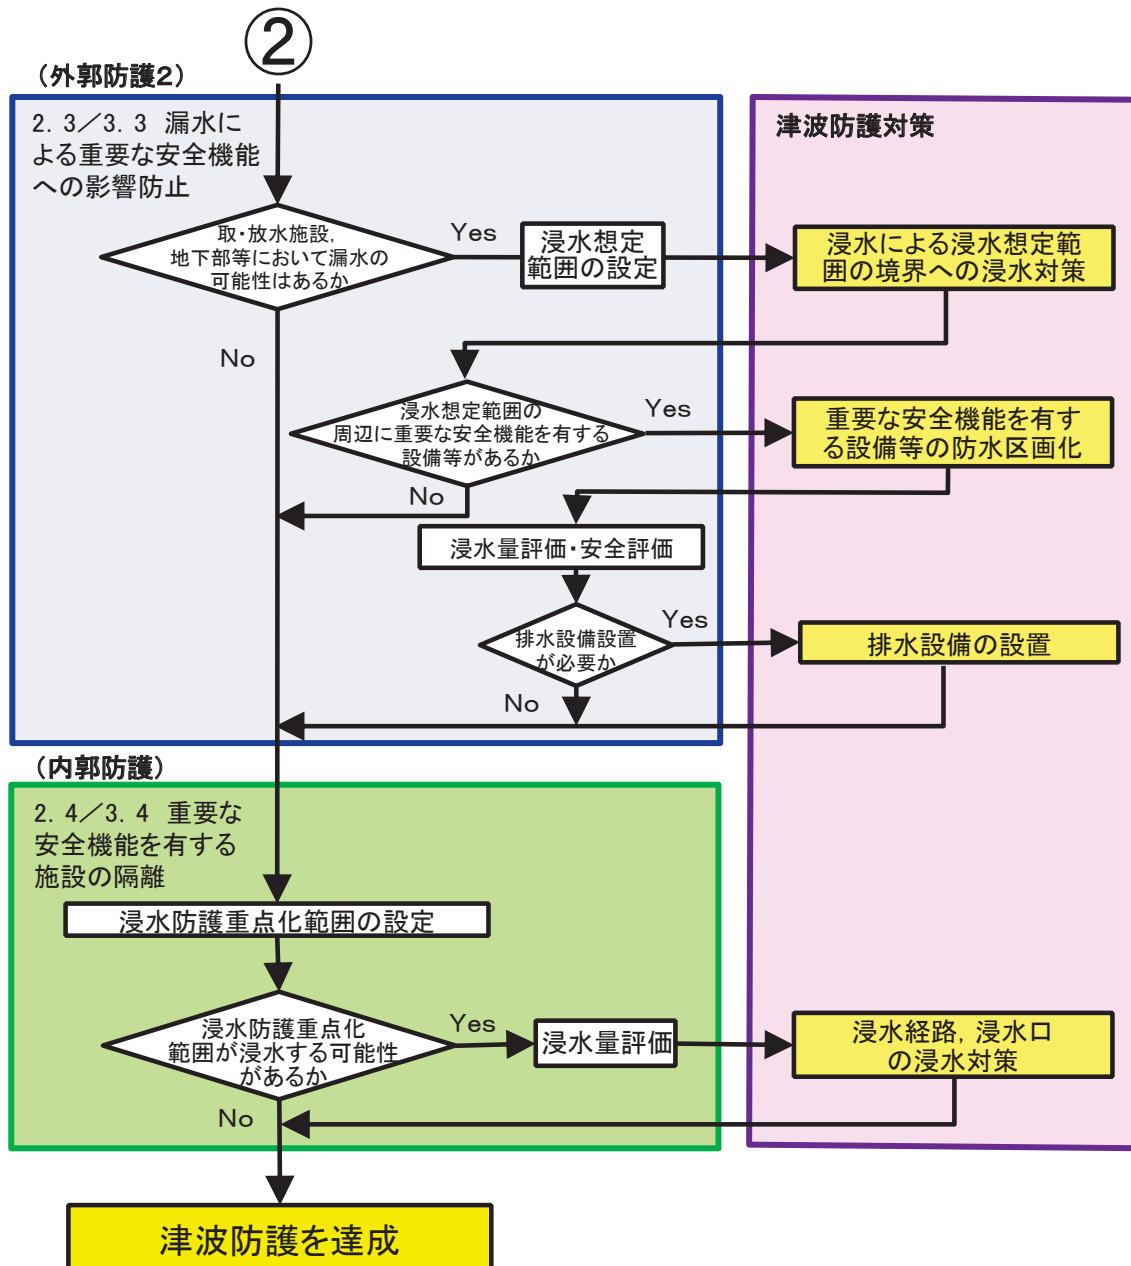 ②
（外郭防護2）
2. 3／3. 3 漏水に
よる重要な安全機能
への影響防止
津波防護対策
取・放水施設，
地下部等において漏水の
可能性はあるか
Yes
浸水想定
範囲の設定
浸水による浸水想定範
囲の境界への浸水対策
No
浸水想定範囲の
周辺に重要な安全機能を有する
設備等があるか
Yes
重要な安全機能を有す
る設備等の防水区画化
No
浸水量評価・安全評価
排水設備設置
が必要か
Yes
排水設備の設置
No
（内郭防護）
2. 4／3. 4 重要な
安全機能を有する
施設の隔離
浸水防護重点化範囲の設定
浸水防護重点化
範囲が浸水する可能性
があるか
Yes
浸水量評価
浸水経路，浸水口
の浸水対策
No
津波防護を達成